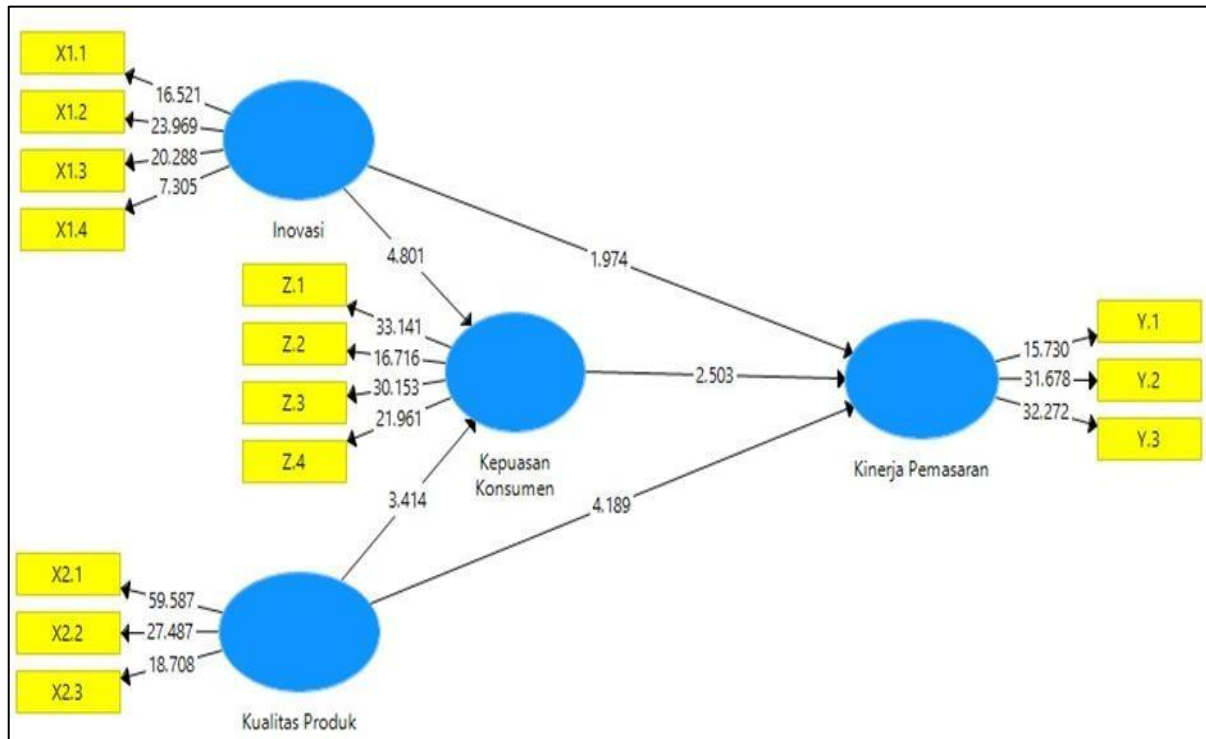 X1.1
16.521
X1.2
23.969
X1.3
20.288
7.305
X1.4
Inovasi
4.801
1.974
Z.1
33.141
Z.2
16.716
Z.3
30.153
21.961
Z.4
Kepuasan
Konsumen
2.503
Y.1
15.730
Y.2
31.678
32.272
Y.3
Kinerja Pemasaran
3.414
4.189
X2.1
59.587
X2.2
27.487
18.708
X2.3
Kualitas Produk